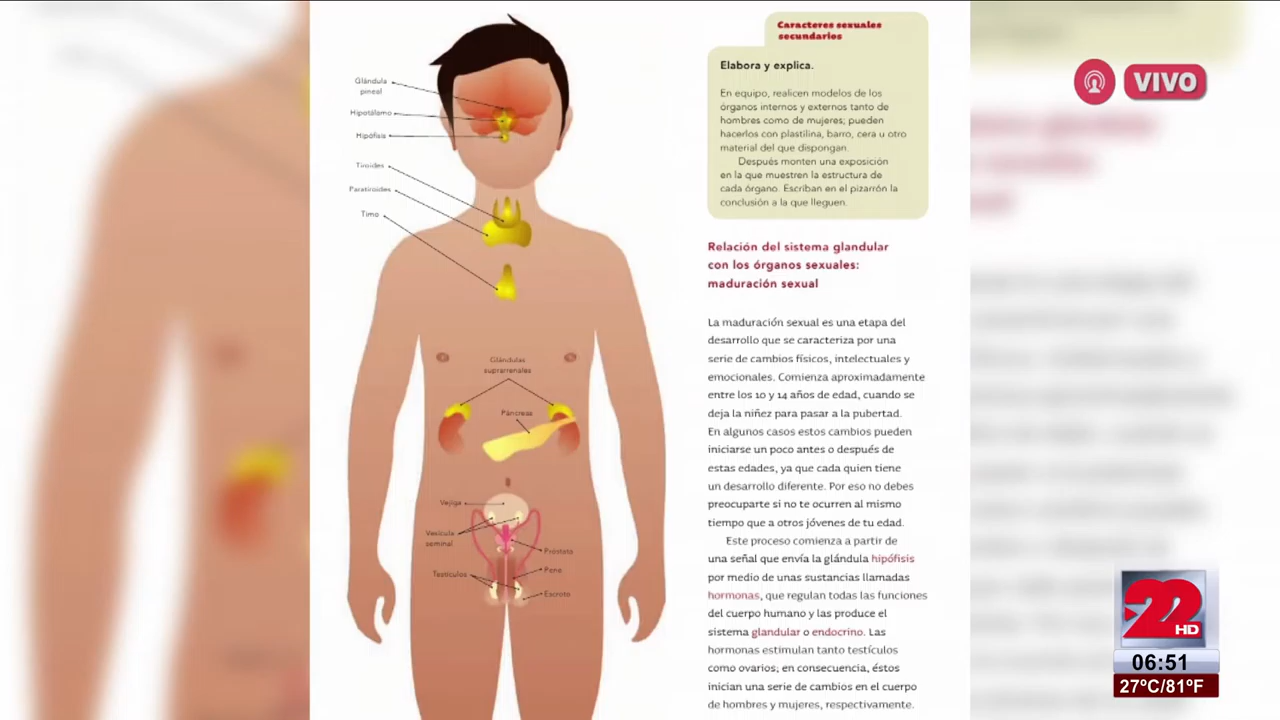 Glándula
pineal
Hipotálamo
Hipófisis
Tiroides
Paratiroides
Timo
Glándulas
suprarrenales
Páncreas
Vejiga
Vesícula
seminal
Testículos
Próstata
Pene
Escroto
Caracteres sexuales
secundarios
Elabora y explica.
En equipo, realicen modelos de los
órganos internos y externos tanto de
hombres como de mujeres; pueden
hacerlos con plastilina, barro, cera u otro
material del que dispongan.
Después monten una exposición
en la que muestren la estructura de
cada órgano. Escriban en el pizarrón la
conclusión a la que lleguen.
Relación del sistema glandular
con los órganos sexuales:
maduración sexual
La maduración sexual es una etapa del
desarrollo que se caracteriza por una
serie de cambios físicos, intelectuales y
emocionales. Comienza aproximadamente
entre los 10 y 14 años de edad, cuando se
deja la niñez para pasar a la pubertad.
En algunos casos estos cambios pueden
iniciarse un poco antes o después de
estas edades, ya que cada quien tiene
un desarrollo diferente. Por eso no debes
preocuparte si no te ocurren al mismo
tiempo que a otros jóvenes de tu edad.
Este proceso comienza a partir de
una señal que envía la glándula hipófisis
por medio de unas sustancias llamadas
hormonas, que regulan todas las funciones
del cuerpo humano y las produce el
sistema glandular o endocrino. Las
hormonas estimulan tanto testículos
como ovarios; en consecuencia, éstos
inician una serie de cambios en el cuerpo
de hombres y mujeres, respectivamente.
VIVO
22
HD
06:51
27°C/81°F